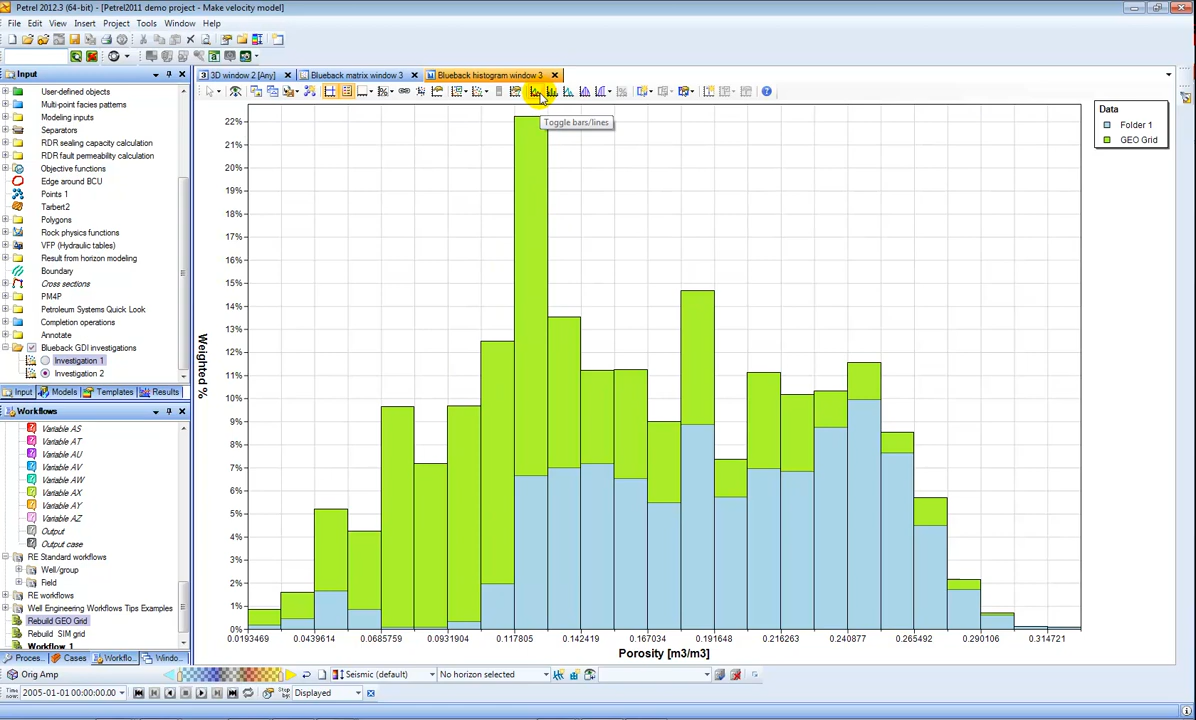 Petrel 2012.3 (64-bit) - [Petrel2011 demo project - Make velocity model]
File Edit View Insert Project Tools Window Help
Input
3D window 2 [Any]
Blueback matrix window 3
Blueback histogram window 3
Toggle bars/lines
User-defined objects
Multi-point facies patterns
Modeling inputs
Separators
RDR sealing capacity calculation
RDR fault permeability calculation
Objective functions
Edge around BCU
Points 1
Tarbert2
Polygons
Rock physics functions
VFP (Hydraulic tables)
Result from horizon modeling
Boundary
Cross sections
PM4P
Petroleum Systems Quick Look
Completion operations
Annotate
Blueback GDI investigations
Investigation 1
Investigation 2
Input Models Templates Results
Workflows
Variable AS
Variable AT
Variable AU
Variable AV
Variable AW
Variable AX
Variable AY
Variable AZ
Output
Output case
RE Standard workflows
Well/group
Field
RE workflows
Well Engineering Workflows Tips Examples
Rebuild GEO Grid
Rebuild SIM grid
Workflow_1
Proces... Cases Workflo... Windo...
Weighted %
22%
21%
20%
19%
18%
17%
16%
15%
14%
13%
12%
11%
10%
9%
8%
7%
6%
5%
4%
3%
2%
1%
0%
0.0193469 0.0439614 0.0685759 0.0931904 0.117805 0.142419 0.167034 0.191648 0.216263 0.240877 0.265492 0.290106 0.314721
Porosity [m3/m3]
Data
Folder 1
GEO Grid
Orig Amp
Seismic (default)
No horizon selected
Time now: 2005-01-01 00:00:00.00
Step by: Displayed